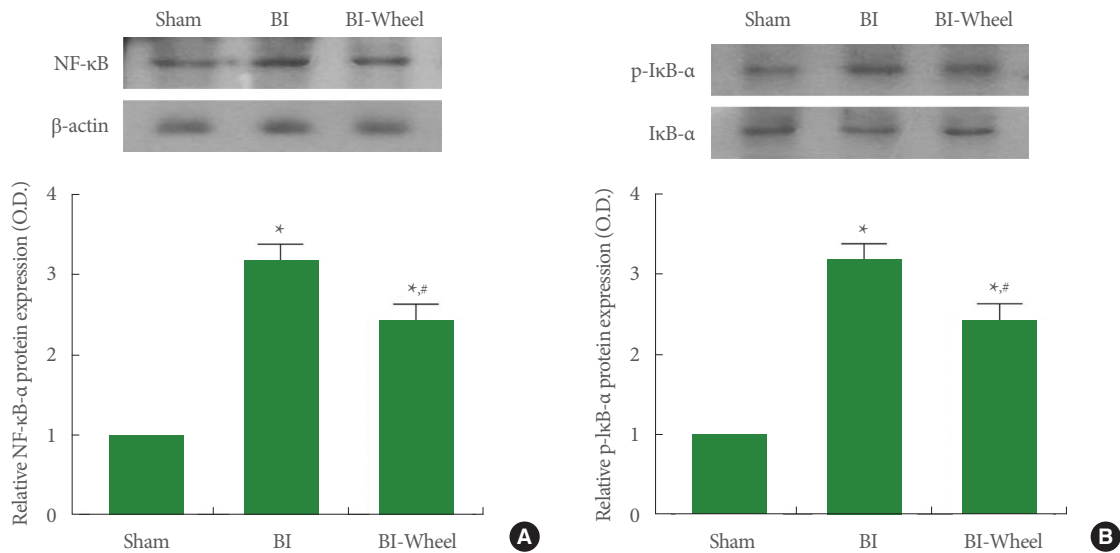 Sham BI BI-Wheel
NF-κB
β-actin
Relative NF-κB-α protein expression (O.D.)
4
3
2
1
0
*
*,#
Sham BI BI-Wheel
A
Sham BI BI-Wheel
p-IκB-α
IκB-α
Relative p-IκB-α protein expression (O.D.)
4
3
2
1
0
*
*,#
Sham BI BI-Wheel
B